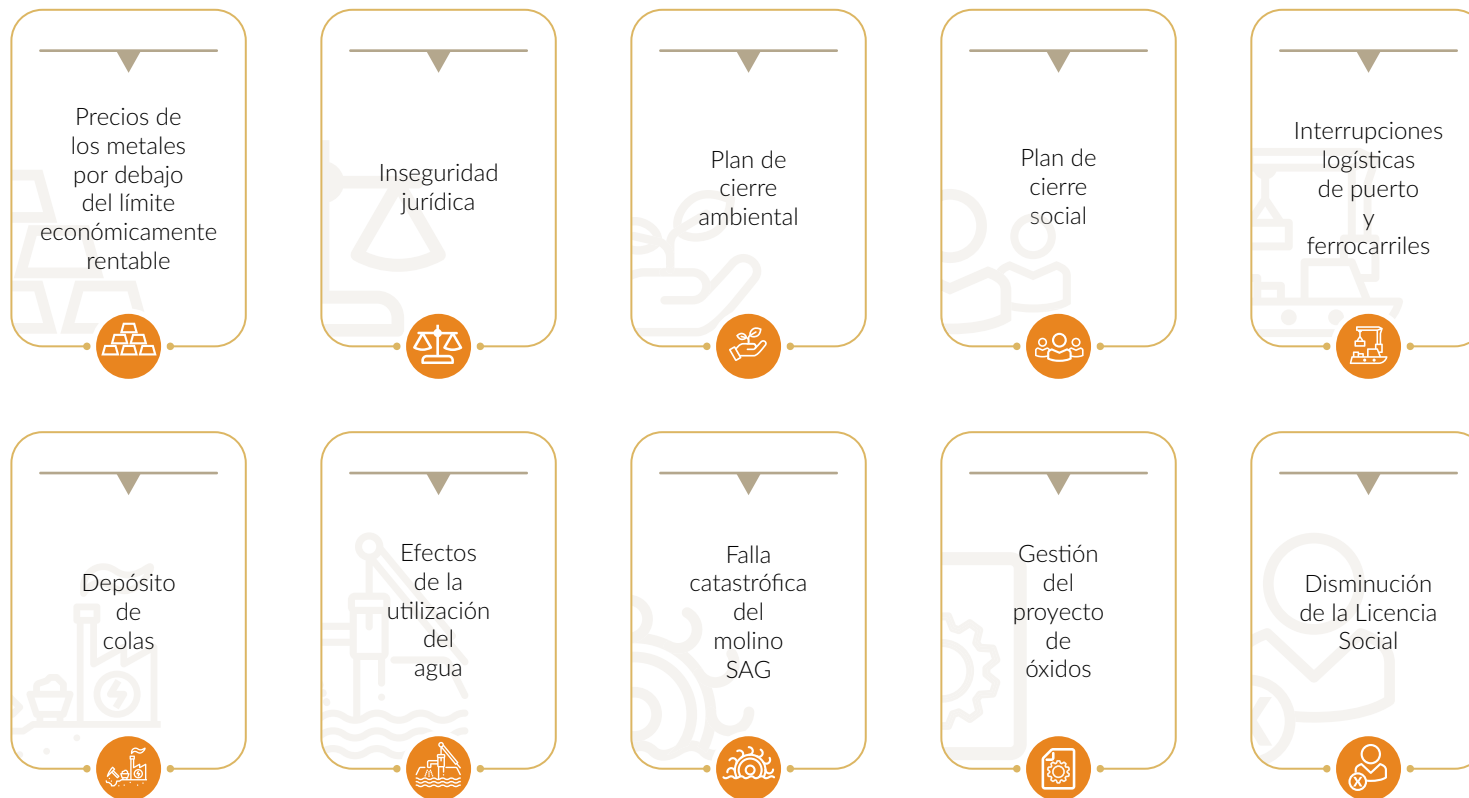 Precios de
los metales
por debajo
del límite
económicamente
rentable
Inseguridad
jurídica
Plan de
cierre
ambiental
Plan de
cierre
social
Interrupciones
logísticas
de puerto
y
ferrocarriles
Depósito
de
colas
Efectos
de la
utilización
del
agua
Falla
catastrófica
del
molino
SAG
Gestión
del
proyecto
de
óxidos
Disminución
de la Licencia
Social